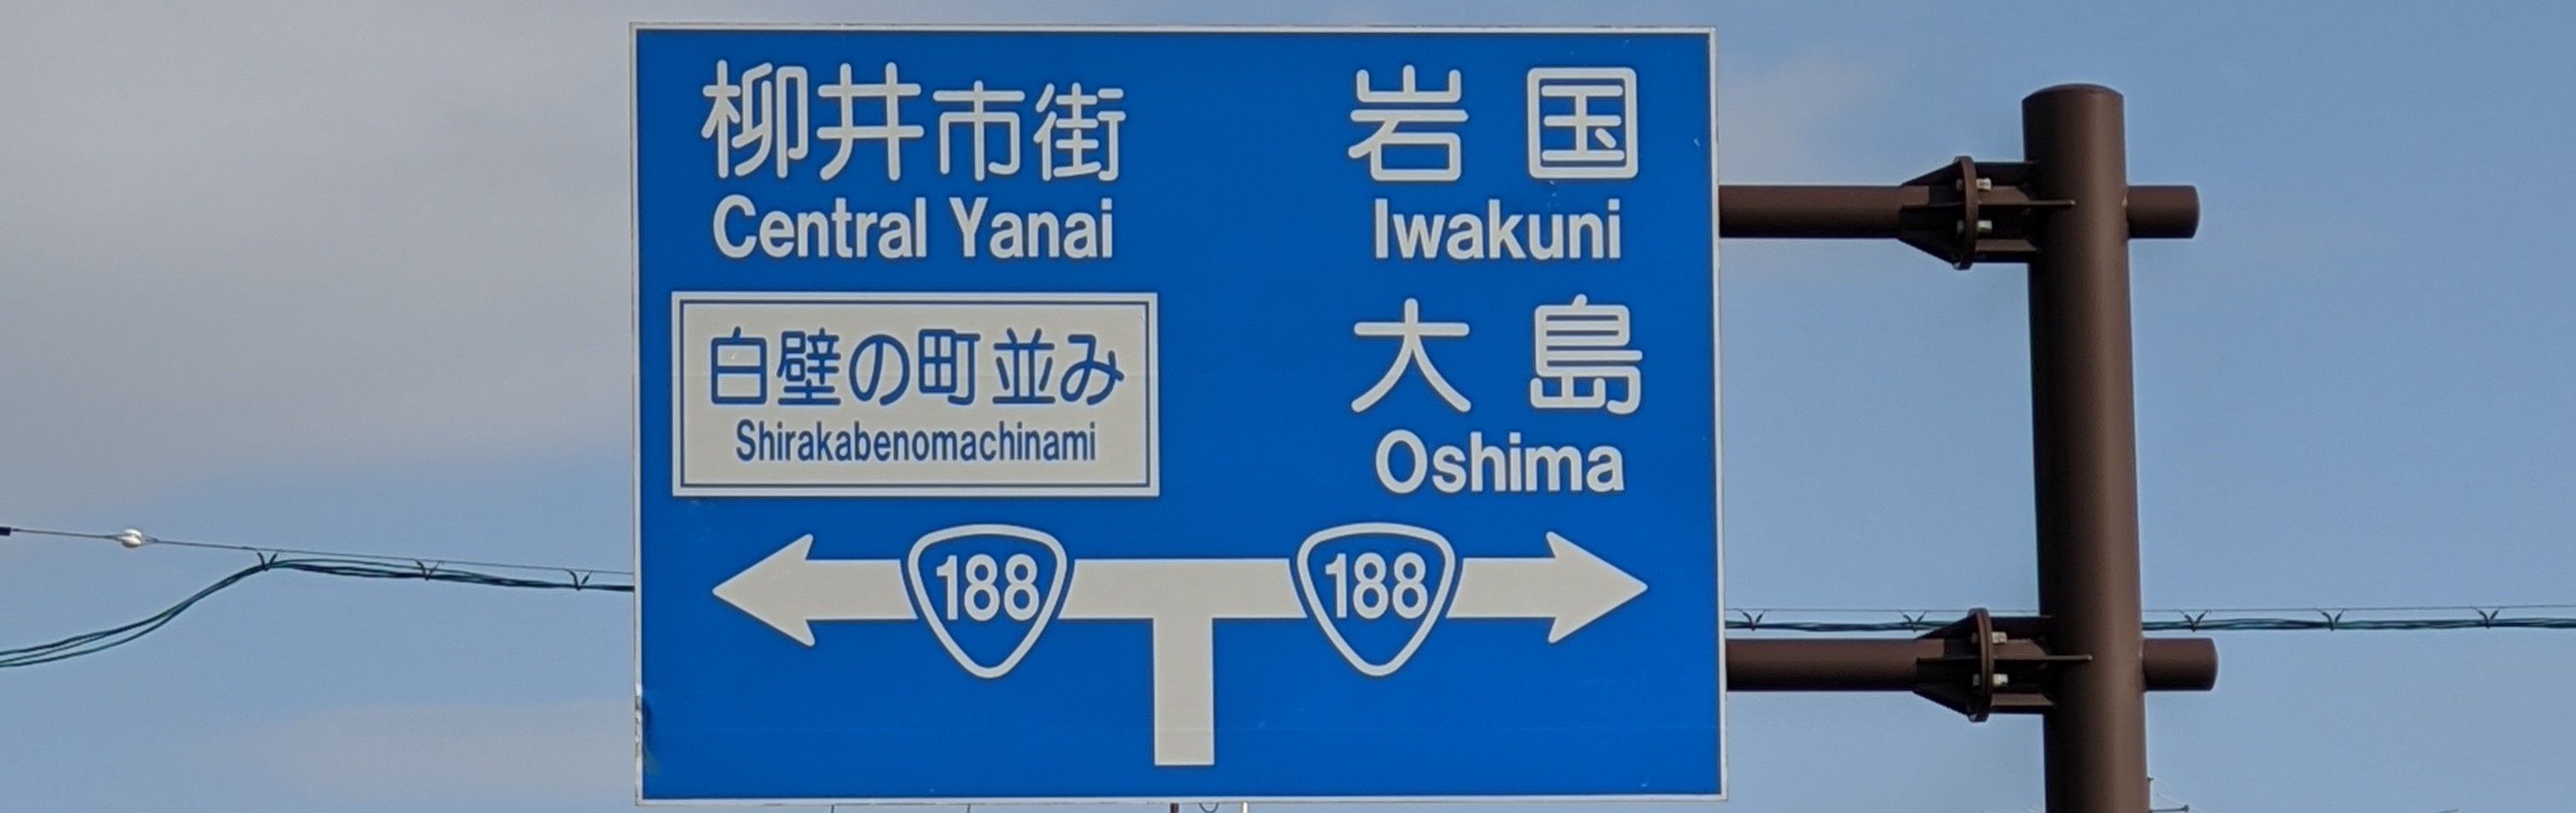 柳井市街
Central Yanai
白壁の町並み
Shirakabenomachinami
岩国
Iwakuni
大島
Oshima
188
188